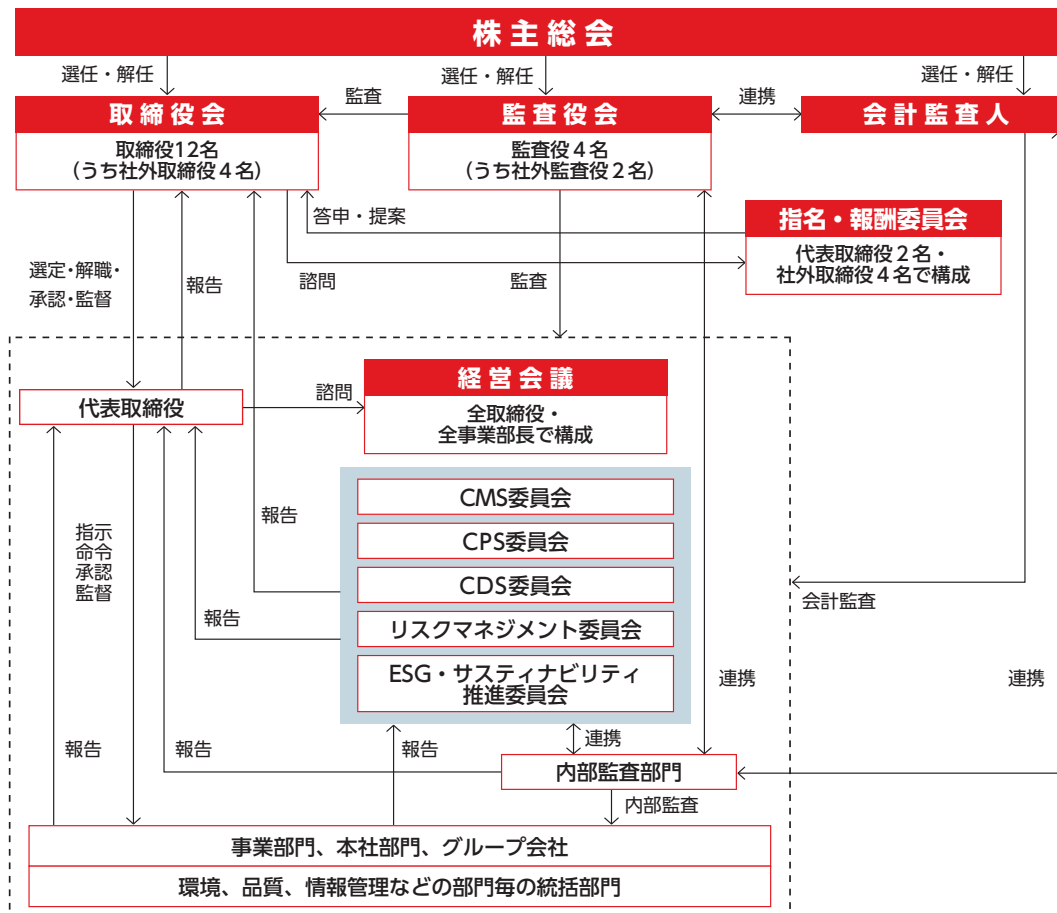 株主総会
選任・解任
選任・解任
選任・解任
取締役会
監査
監査役会
連携
会計監査人
取締役12名
（うち社外取締役４名）
監査役４名
（うち社外監査役２名）
答申・提案
指名・報酬委員会
代表取締役２名・
社外取締役４名で構成
選定・解職・
承認・監督
報告
諮問
監査
代表取締役
諮問
経営会議
全取締役・
全事業部長で構成
CMS委員会
CPS委員会
CDS委員会
リスクマネジメント委員会
ESG・サスティナビリティ
推進委員会
報告
指示
命令
承認
監督
報告
会計監査
連携
連携
報告
報告
報告
連携
内部監査部門
内部監査
事業部門、本社部門、グループ会社
環境、品質、情報管理などの部門毎の統括部門